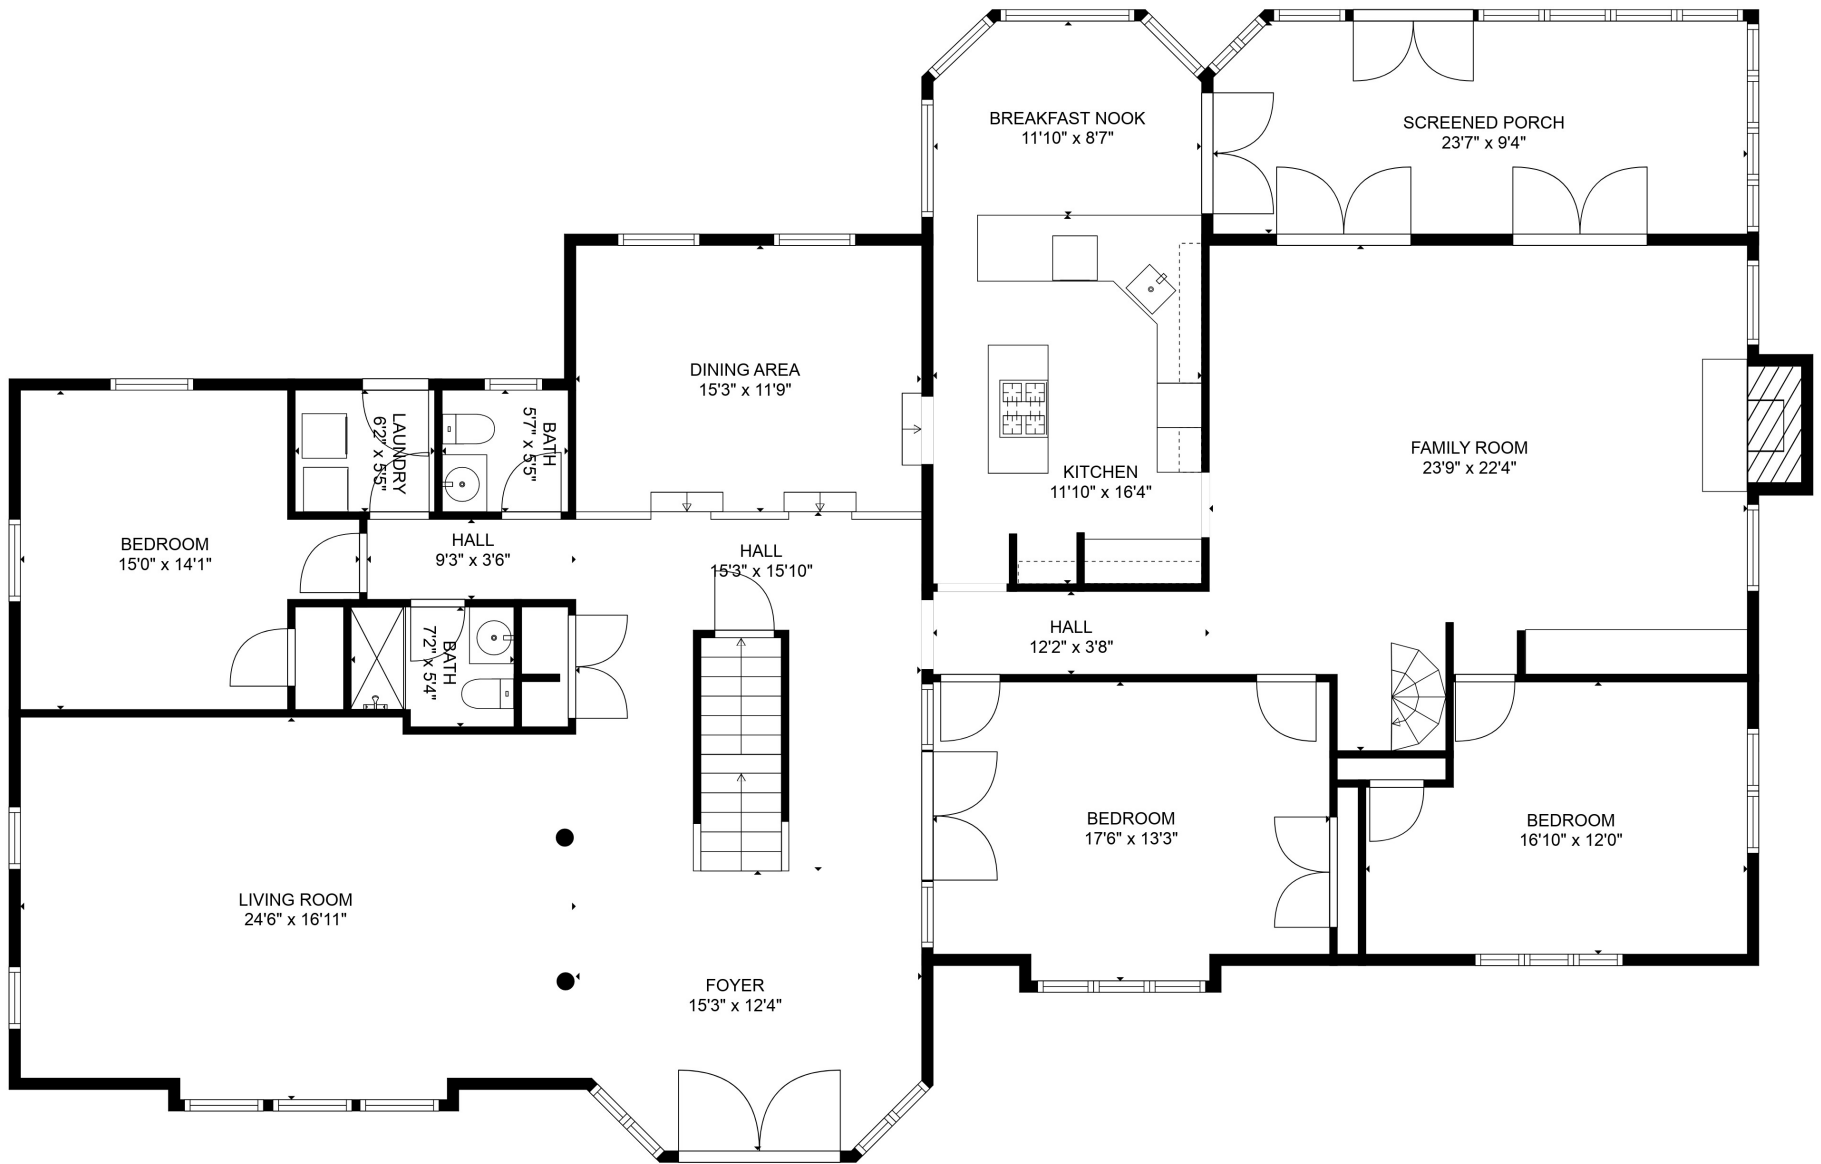 BREAKFAST NOOK
11'10" x 8'7"
SCREENED PORCH
23'7" x 9'4"
DINING AREA
15'3" x 11'9"
LAUNDRY
6'2" x 5'5"
BATH
5'7" x 5'5"
KITCHEN
11'10" x 16'4"
FAMILY ROOM
23'9" x 22'4"
BEDROOM
15'0" x 14'1"
HALL
9'3" x 3'6"
HALL
15'3" x 15'10"
BATH
7'2" x 5'4"
HALL
12'2" x 3'8"
BEDROOM
17'6" x 13'3"
BEDROOM
16'10" x 12'0"
LIVING ROOM
24'6" x 16'11"
FOYER
15'3" x 12'4"